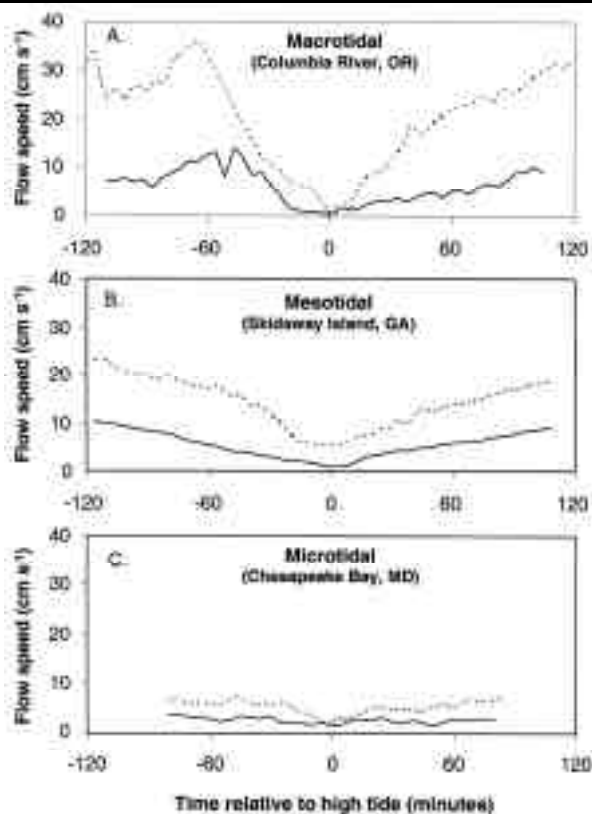 A.
Macrotidal
(Columbia River, OR)
Flow speed (cm s⁻¹)
40
30
20
10
0
-120
-60
0
60
120
B.
Mesotidal
(Skidaway Island, GA)
Flow speed (cm s⁻¹)
40
30
20
10
0
-120
-60
0
60
120
C.
Microtidal
(Chesapeake Bay, MD)
Flow speed (cm s⁻¹)
40
30
20
10
0
-120
-60
0
60
120
Time relative to high tide (minutes)